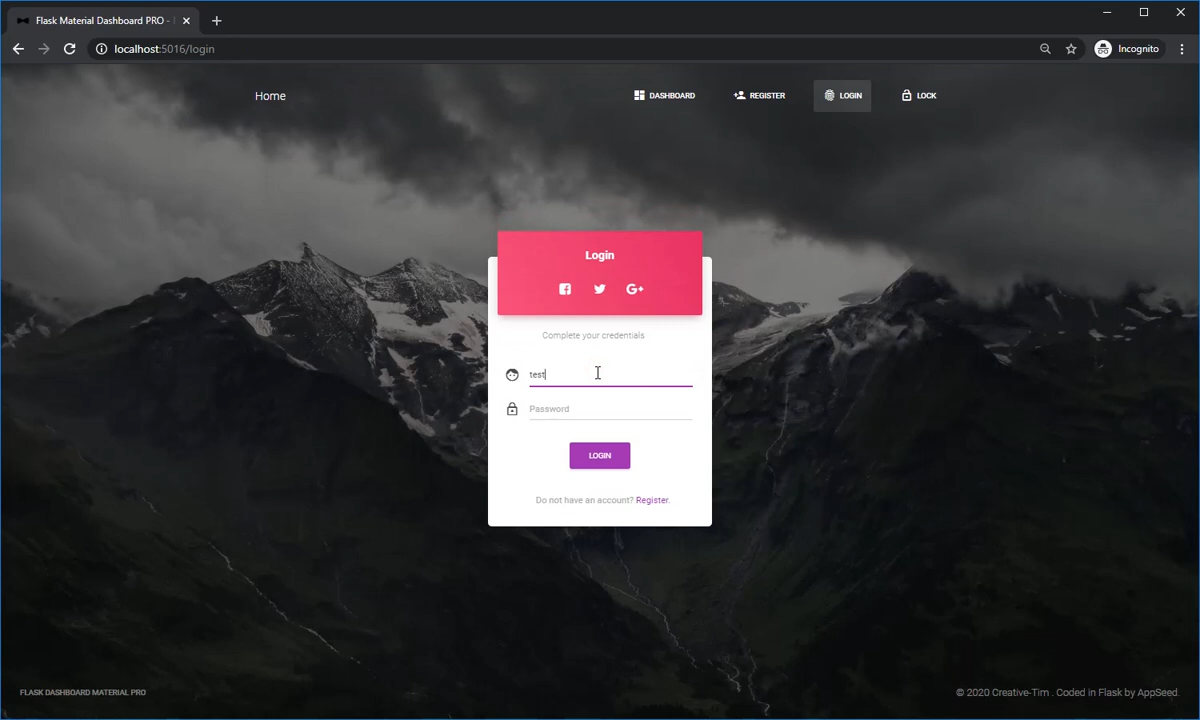 Flask Material Dashboard PRO -
localhost:5016/login
Incognito
Home
DASHBOARD
REGISTER
LOGIN
LOCK
Login
G+
Complete your credentials
test
Password
LOGIN
Do not have an account? Register.
FLASK DASHBOARD MATERIAL PRO
© 2020 Creative-Tim . Coded in Flask by AppSeed.